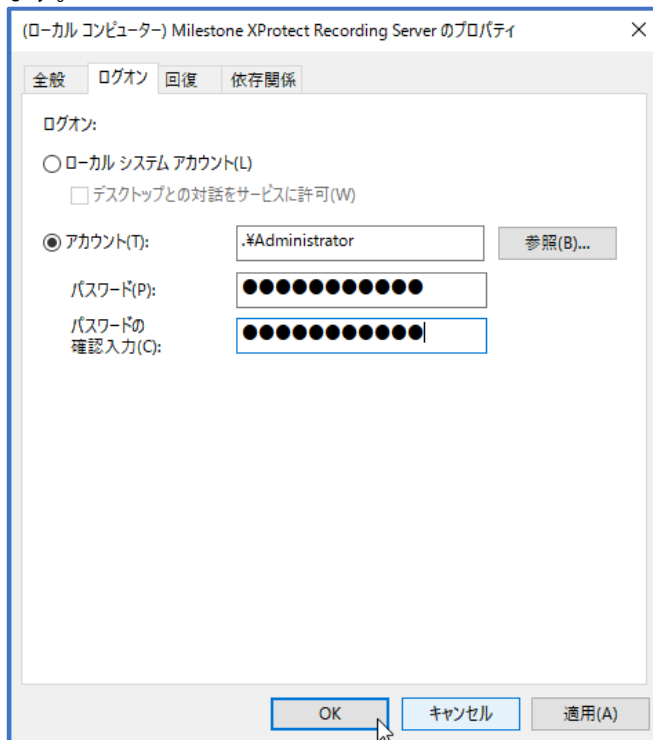 (ローカル コンピューター) Milestone XProtect Recording Server のプロパティ
全般 ログオン 回復 依存関係
ログオン:
ローカル システム アカウント(L)
デスクトップとの対話をサービスに許可(W)
アカウント(T): .¥Administrator 参照(B)...
パスワード(P): ●●●●●●●●●●●
パスワードの
確認入力(C): ●●●●●●●●●●●
OK キャンセル 適用(A)